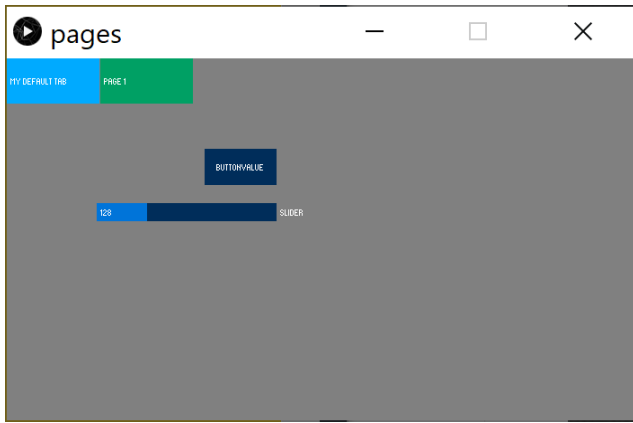 pages
MY DEFAULT TAB
PAGE 1
BUTTONVALUE
128
SLIDER